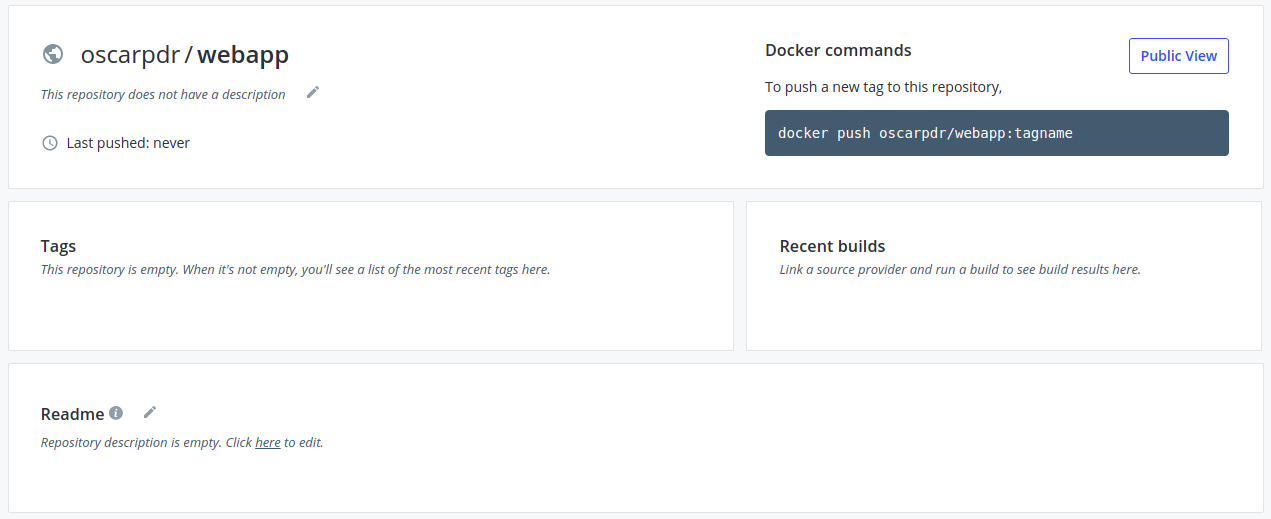 oscarpdr / webapp
This repository does not have a description
Last pushed: never
Docker commands
Public View
To push a new tag to this repository,
docker push oscarpdr/webapp:tagname
Tags
This repository is empty. When it's not empty, you'll see a list of the most recent tags here.
Recent builds
Link a source provider and run a build to see build results here.
Readme
Repository description is empty. Click here to edit.